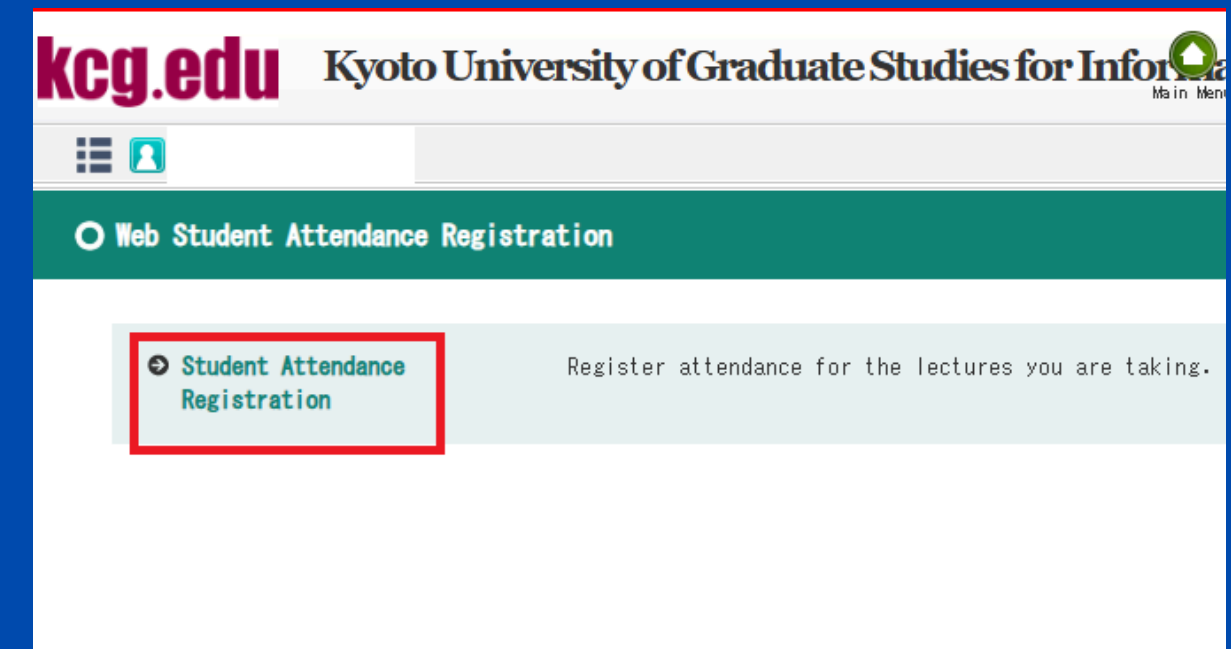 kcg.edu Kyoto University of Graduate Studies for Infor
Main Menu
Web Student Attendance Registration
Student Attendance Register attendance for the lectures you are taking.
Registration